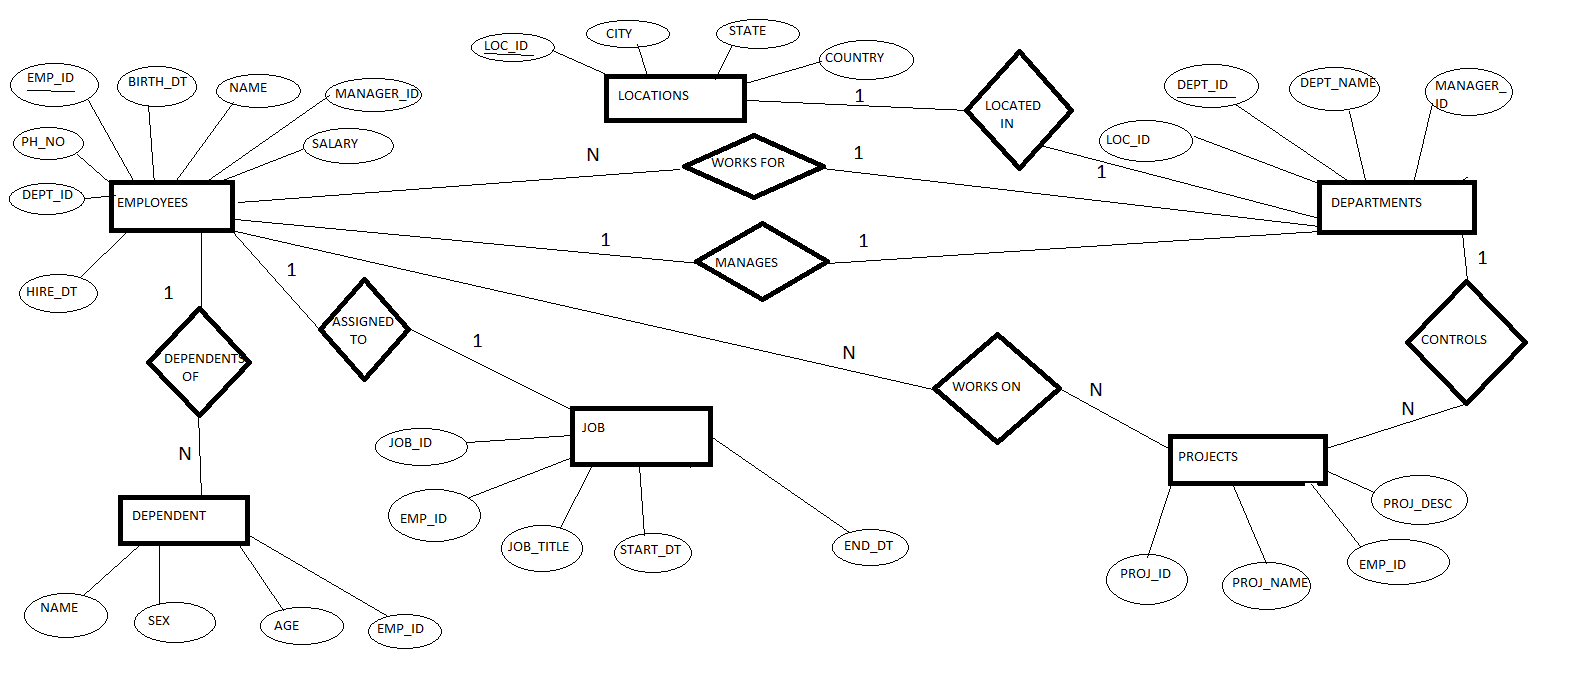 LOC_ID
CITY
STATE
COUNTRY
EMP_ID
BIRTH_DT
NAME
MANAGER_ID
PH_NO
SALARY
DEPT_ID
EMPLOYEES
HIRE_DT
LOCATIONS
1
LOCATED
IN
1
DEPT_ID
DEPT_NAME
MANAGER_
ID
LOC_ID
DEPARTMENTS
N
WORKS FOR
1
1
MANAGES
1
1
CONTROLS
N
1
DEPENDENTS
OF
N
1
ASSIGNED
TO
1
N
WORKS ON
N
JOB
JOB_ID
EMP_ID
JOB_TITLE
START_DT
END_DT
PROJECTS
PROJ_DESC
EMP_ID
PROJ_ID
PROJ_NAME
DEPENDENT
NAME
SEX
AGE
EMP_ID